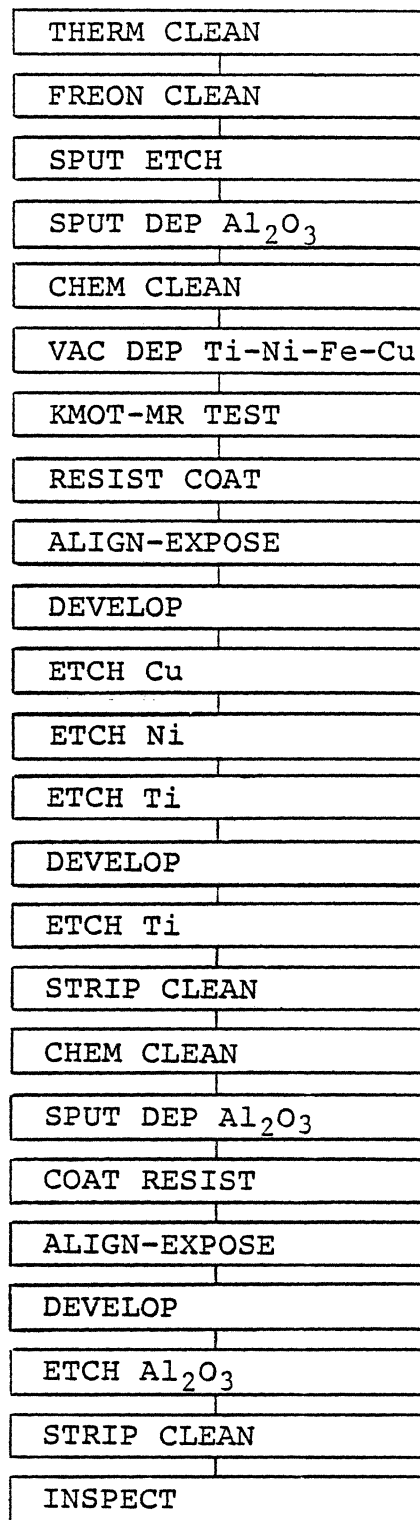 THERM CLEAN
FREON CLEAN
SPUT ETCH
SPUT DEP Al₂O₃
CHEM CLEAN
VAC DEP Ti-Ni-Fe-Cu
KMOT-MR TEST
RESIST COAT
ALIGN-EXPOSE
DEVELOP
ETCH Cu
ETCH Ni
ETCH Ti
DEVELOP
ETCH Ti
STRIP CLEAN
CHEM CLEAN
SPUT DEP Al₂O₃
COAT RESIST
ALIGN-EXPOSE
DEVELOP
ETCH Al₂O₃
STRIP CLEAN
INSPECT